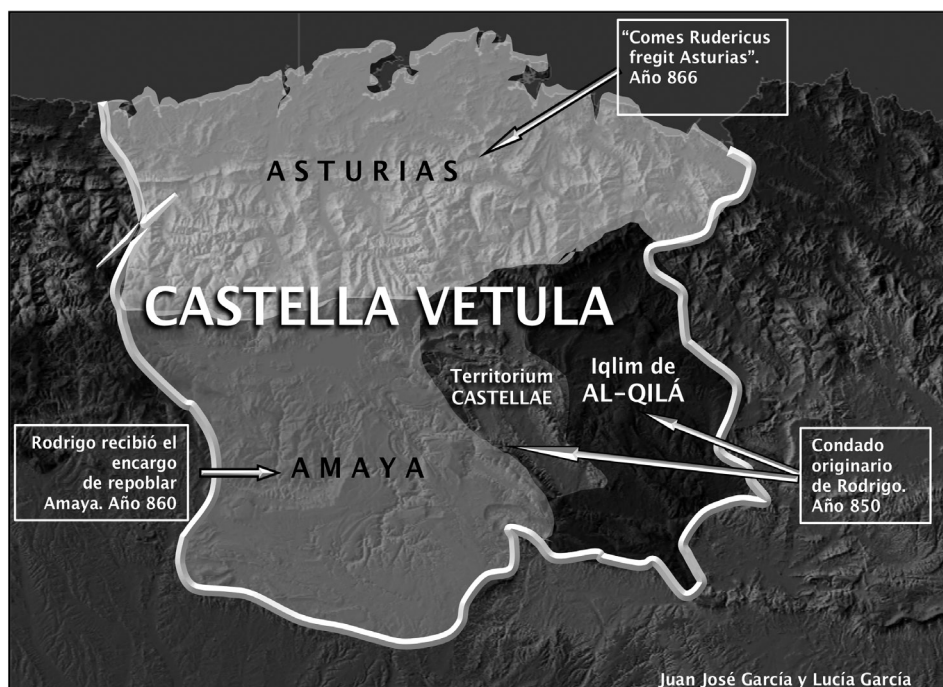 “Comes Rudericus
fregit Asturias”.
Año 866
ASTURIAS
CASTELLA VETULA
Territorium
CASTELLAE
Iqlim de
AL-QILÁ
Rodrigo recibió el
encargo
de repoblar
Amaya. Año 860
AMAYA
Condado
originario
de Rodrigo.
Año 850
Juan José García y Lucía García